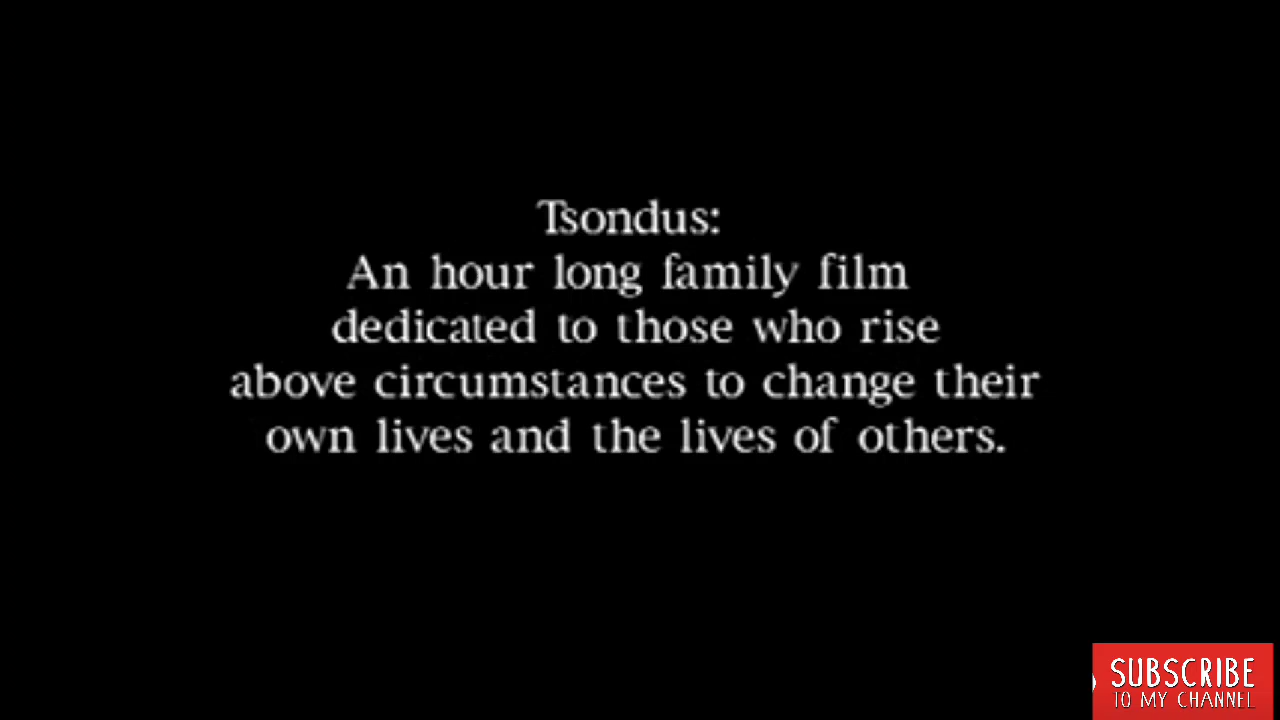 Tsondus:
An hour long family film
dedicated to those who rise
above circumstances to change their
own lives and the lives of others.
SUBSCRIBE
TO MY CHANNEL